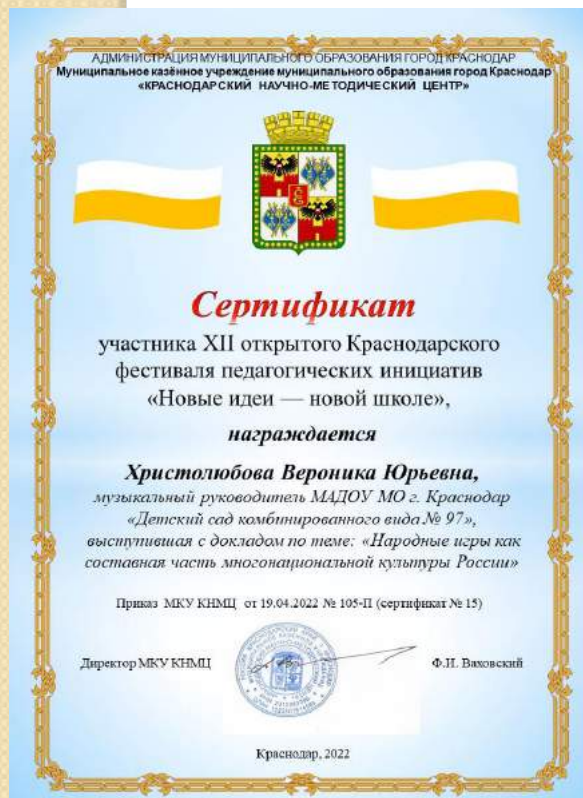 АДМИНИСТРАЦИЯ МУНИЦИПАЛЬНОГО ОБРАЗОВАНИЯ ГОРОД КРАСНОДАР
Муниципальное казённое учреждение муниципального образования город Краснодар
«КРАСНОДАРСКИЙ НАУЧНО-МЕТОДИЧЕСКИЙ ЦЕНТР»
Сертификат
участника XII открытого Краснодарского
фестиваля педагогических инициатив
«Новые идеи — новой школе»,
награждается
Христолюбова Вероника Юрьевна,
музыкальный руководитель МАДОУ МО г. Краснодар
«Детский сад комбинированного вида № 97»,
выступившая с докладом по теме: «Народные игры как
составная часть многонациональной культуры России»
Приказ МКУ КНМЦ от 19.04.2022 № 105-П (сертификат № 15)
Директор МКУ КНМЦ
Ф.И. Ваховский
Краснодар, 2022